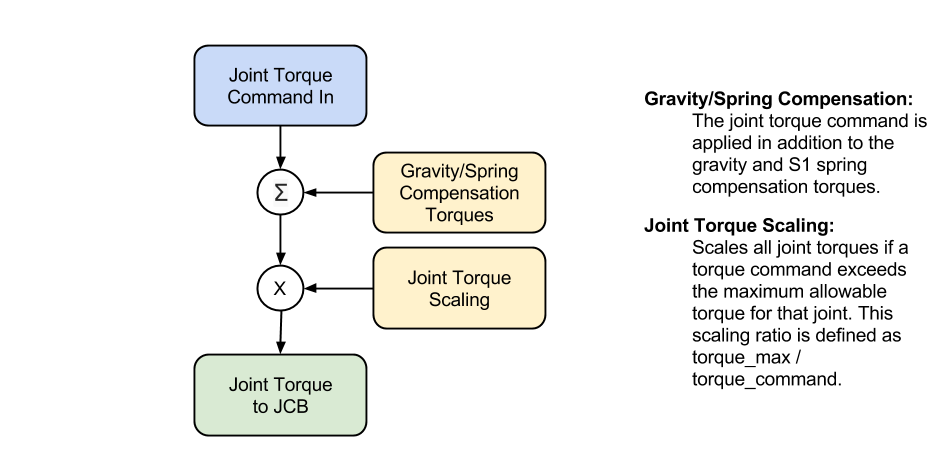 Joint Torque
Command In
Σ
Gravity/Spring
Compensation
Torques
X
Joint Torque
Scaling
Joint Torque
to JCB
Gravity/Spring Compensation:
The joint torque command is
applied in addition to the
gravity and S1 spring
compensation torques.
Joint Torque Scaling:
Scales all joint torques if a
torque command exceeds
the maximum allowable
torque for that joint. This
scaling ratio is defined as
torque_max /
torque_command.